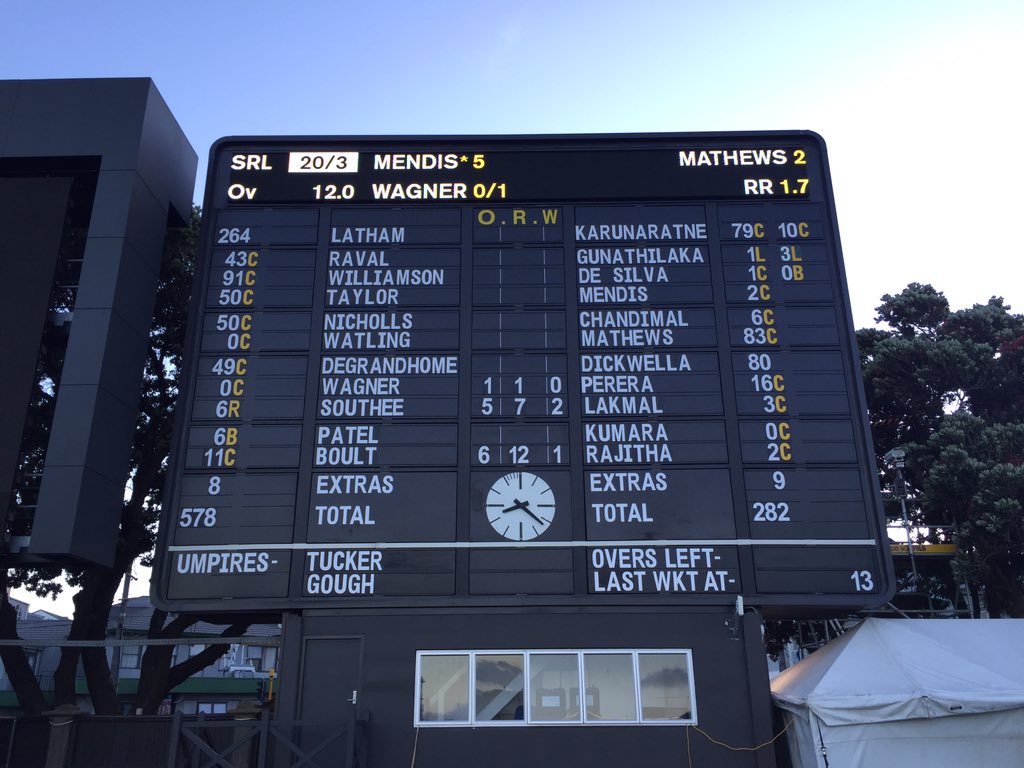 SRL 20/3 MENDIS* 5 MATHEWS 2
Ov 12.0 WAGNER 0/1 RR 1.7
O.R.W
264 LATHAM KARUNARATNE 79C 10C
43C RAVAL GUNATHILAKA 1L 3L
91C WILLIAMSON DE SILVA 1C 0B
50C TAYLOR MENDIS 2C
50C NICHOLLS CHANDIMAL 6C
0C WATLING MATHEWS 83C
49C DEGRANDHOME DICKWELLA 80
0C WAGNER 1 1 0 PERERA 16C
6R SOUTHEE 5 7 2 LAKMAL 3C
6B PATEL KUMARA 0C
11C BOULT 6 12 1 RAJITHA 2C
8 EXTRAS EXTRAS 9
578 TOTAL TOTAL 282
UMPIRES- TUCKER OVERS LEFT-
GOUGH LAST WKT AT- 13